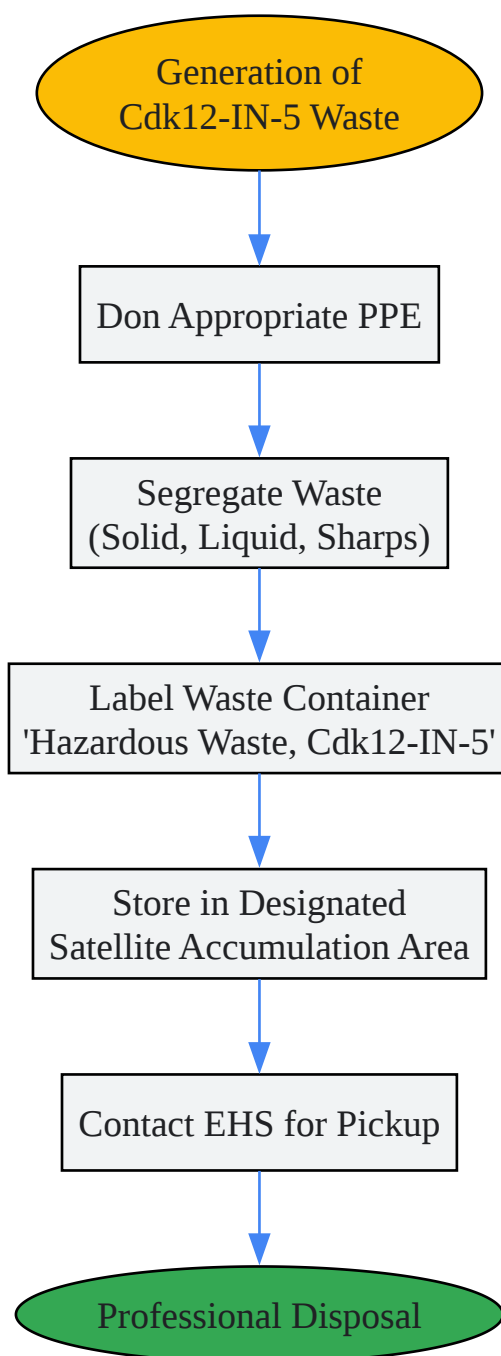 Generation of
Cdk12-IN-5 Waste
Don Appropriate PPE
Segregate Waste
(Solid, Liquid, Sharps)
Label Waste Container
'Hazardous Waste, Cdk12-IN-5'
Store in Designated
Satellite Accumulation Area
Contact EHS for Pickup
Professional Disposal